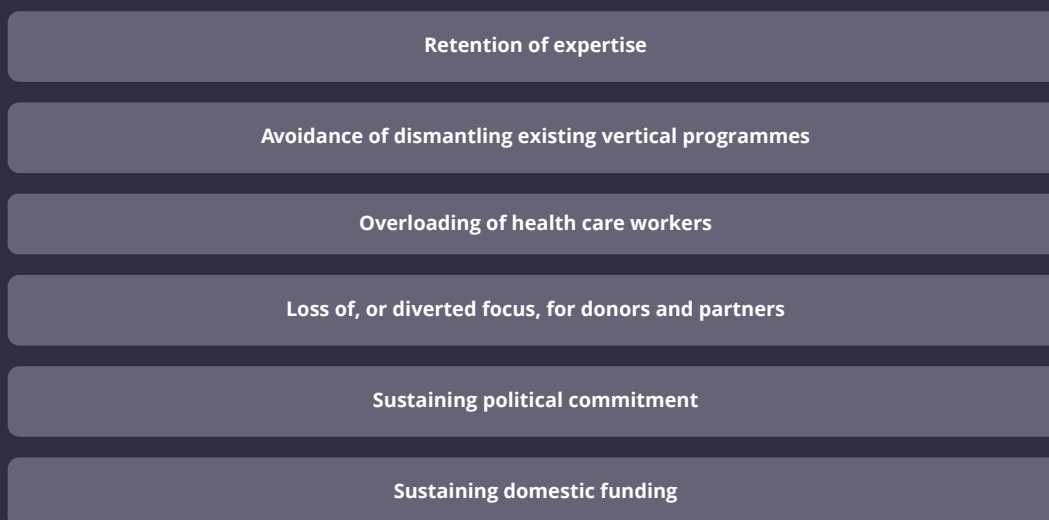 Retention of expertise
Avoidance of dismantling existing vertical programmes
Overloading of health care workers
Loss of, or diverted focus, for donors and partners
Sustaining political commitment
Sustaining domestic funding